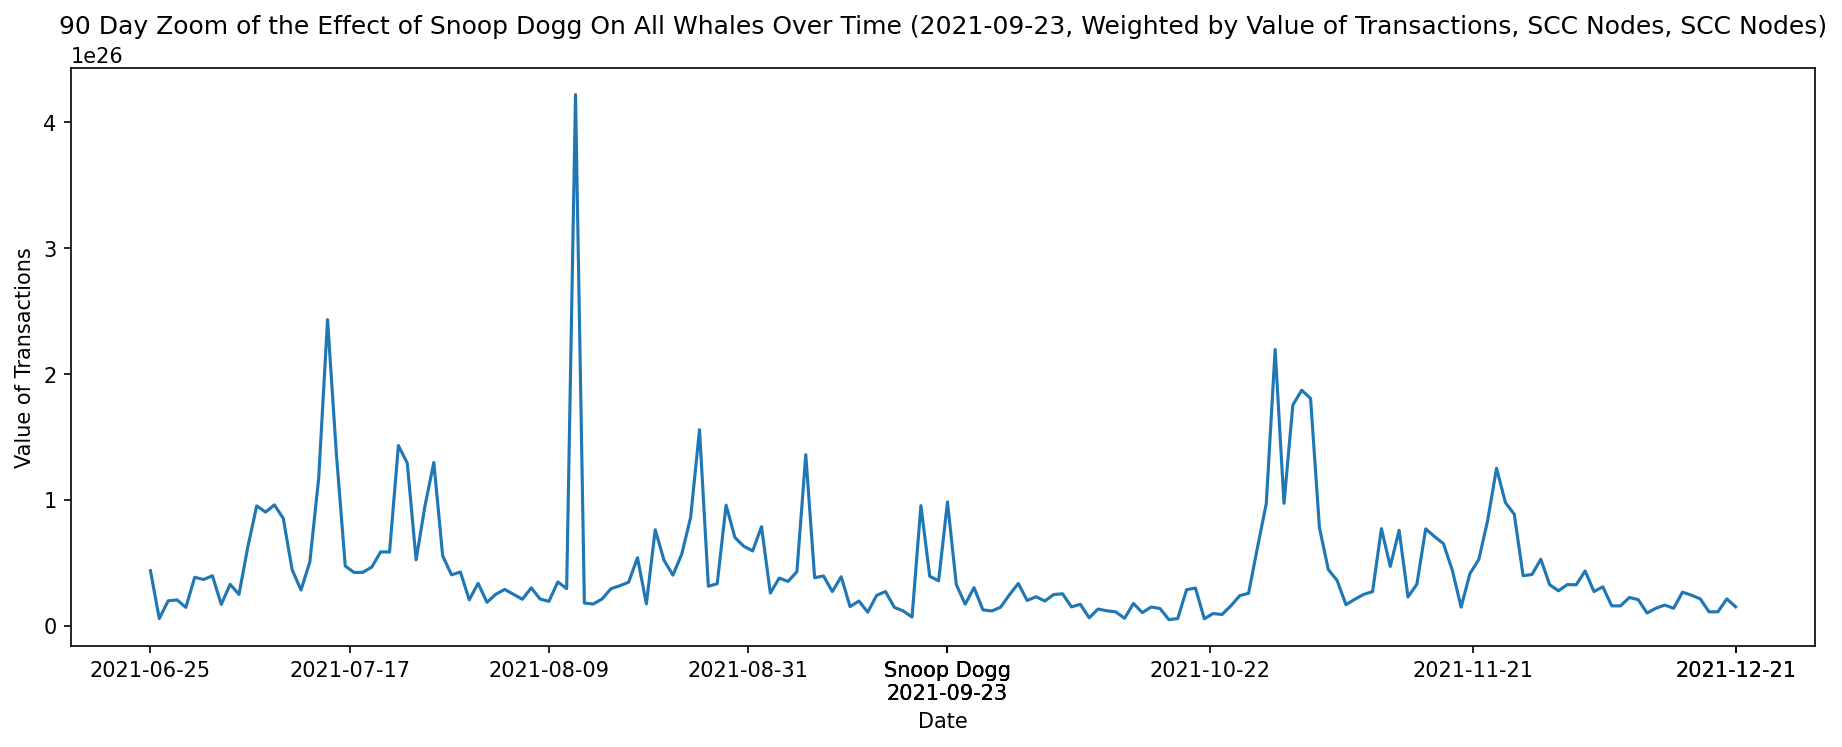 90 Day Zoom of the Effect of Snoop Dogg On All Whales Over Time (2021-09-23, Weighted by Value of Transactions, SCC Nodes, SCC Nodes)
1e26
4
3
2
1
0
Value of Transactions
2021-06-25
2021-07-17
2021-08-09
2021-08-31
Snoop Dogg
2021-09-23
2021-10-22
2021-11-21
2021-12-21
Date